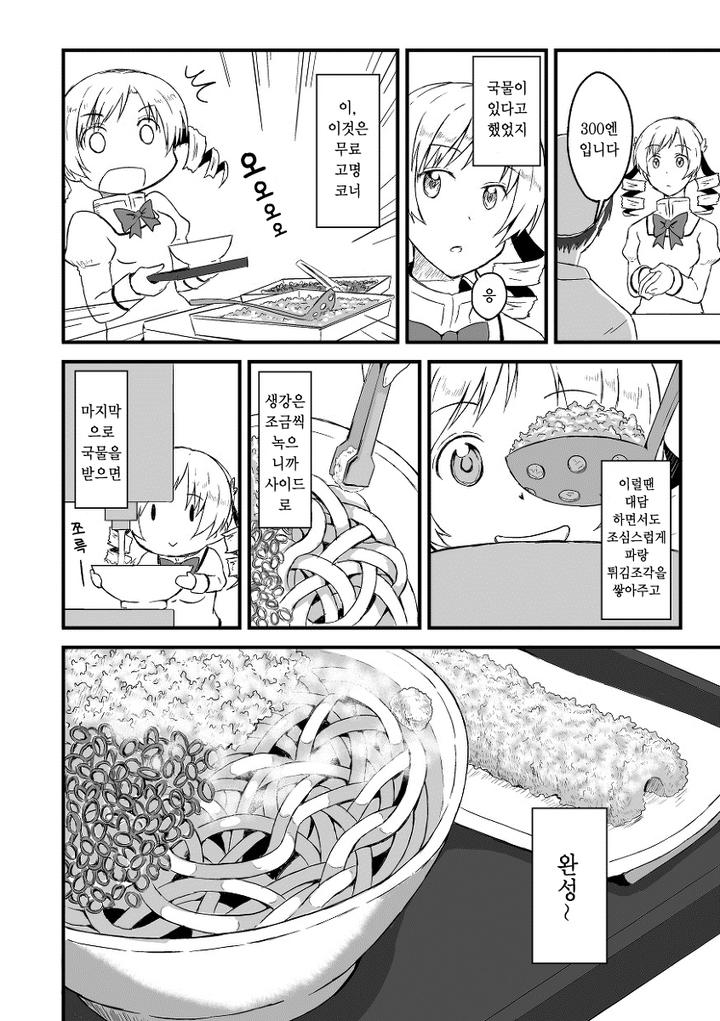 300엔
입니다
국물이
있다고
했었지
응
이,
이것은
무료
고명
코너
오오오오
이럴땐
대담
하면서도
조심스럽게
파랑
튀김조각을
쌓아주고
생강은
조금씩
녹으
니까
사이드
로
마지막
으로
국물을
받으면
쪼륵
완성~